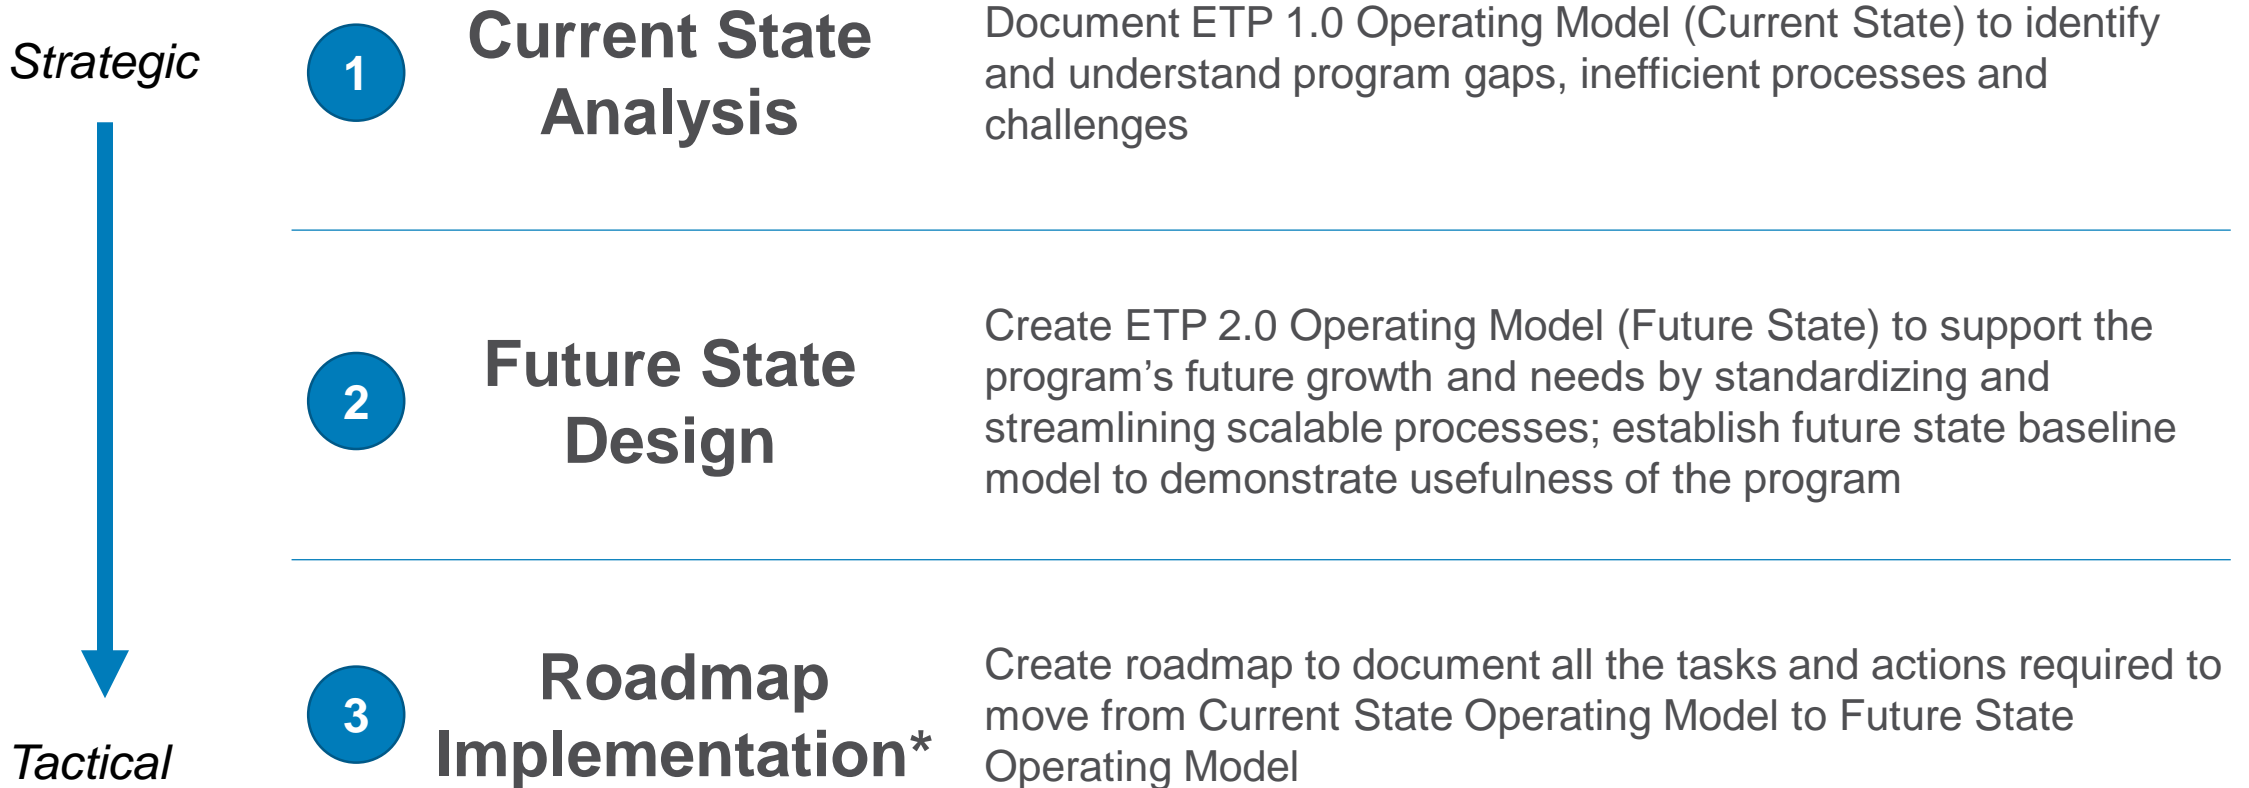 Strategic
1
Current State
Analysis
Document ETP 1.0 Operating Model (Current State) to identify
and understand program gaps, inefficient processes and
challenges
2
Future State
Design
Create ETP 2.0 Operating Model (Future State) to support the
program’s future growth and needs by standardizing and
streamlining scalable processes; establish future state baseline
model to demonstrate usefulness of the program
3
Roadmap
Implementation*
Create roadmap to document all the tasks and actions required to
move from Current State Operating Model to Future State
Operating Model
Tactical